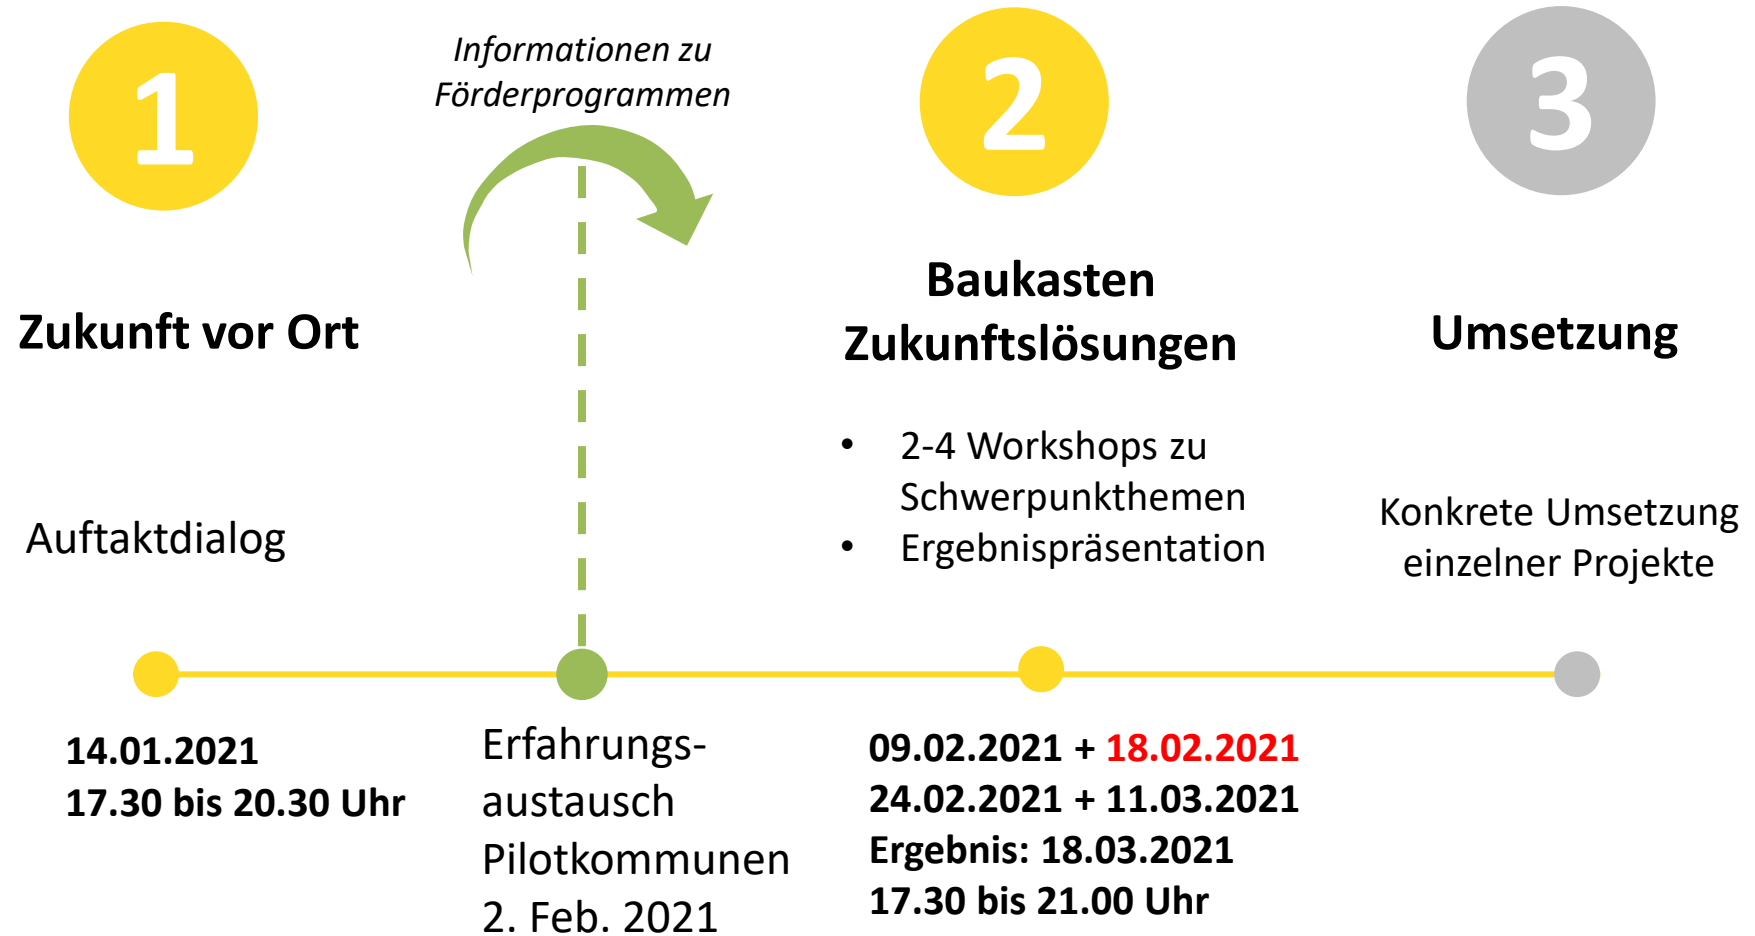 1
Zukunft vor Ort
Auftaktdialog
14.01.2021
17.30 bis 20.30 Uhr
Informationen zu
Förderprogrammen
Erfahrungs-
austausch
Pilotkommunen
2. Feb. 2021
2
Baukasten
Zukunftslösungen
• 2-4 Workshops zu
Schwerpunkthemen
• Ergebnispräsentation
09.02.2021 + 18.02.2021
24.02.2021 + 11.03.2021
Ergebnis: 18.03.2021
17.30 bis 21.00 Uhr
3
Umsetzung
Konkrete Umsetzung
einzelner Projekte